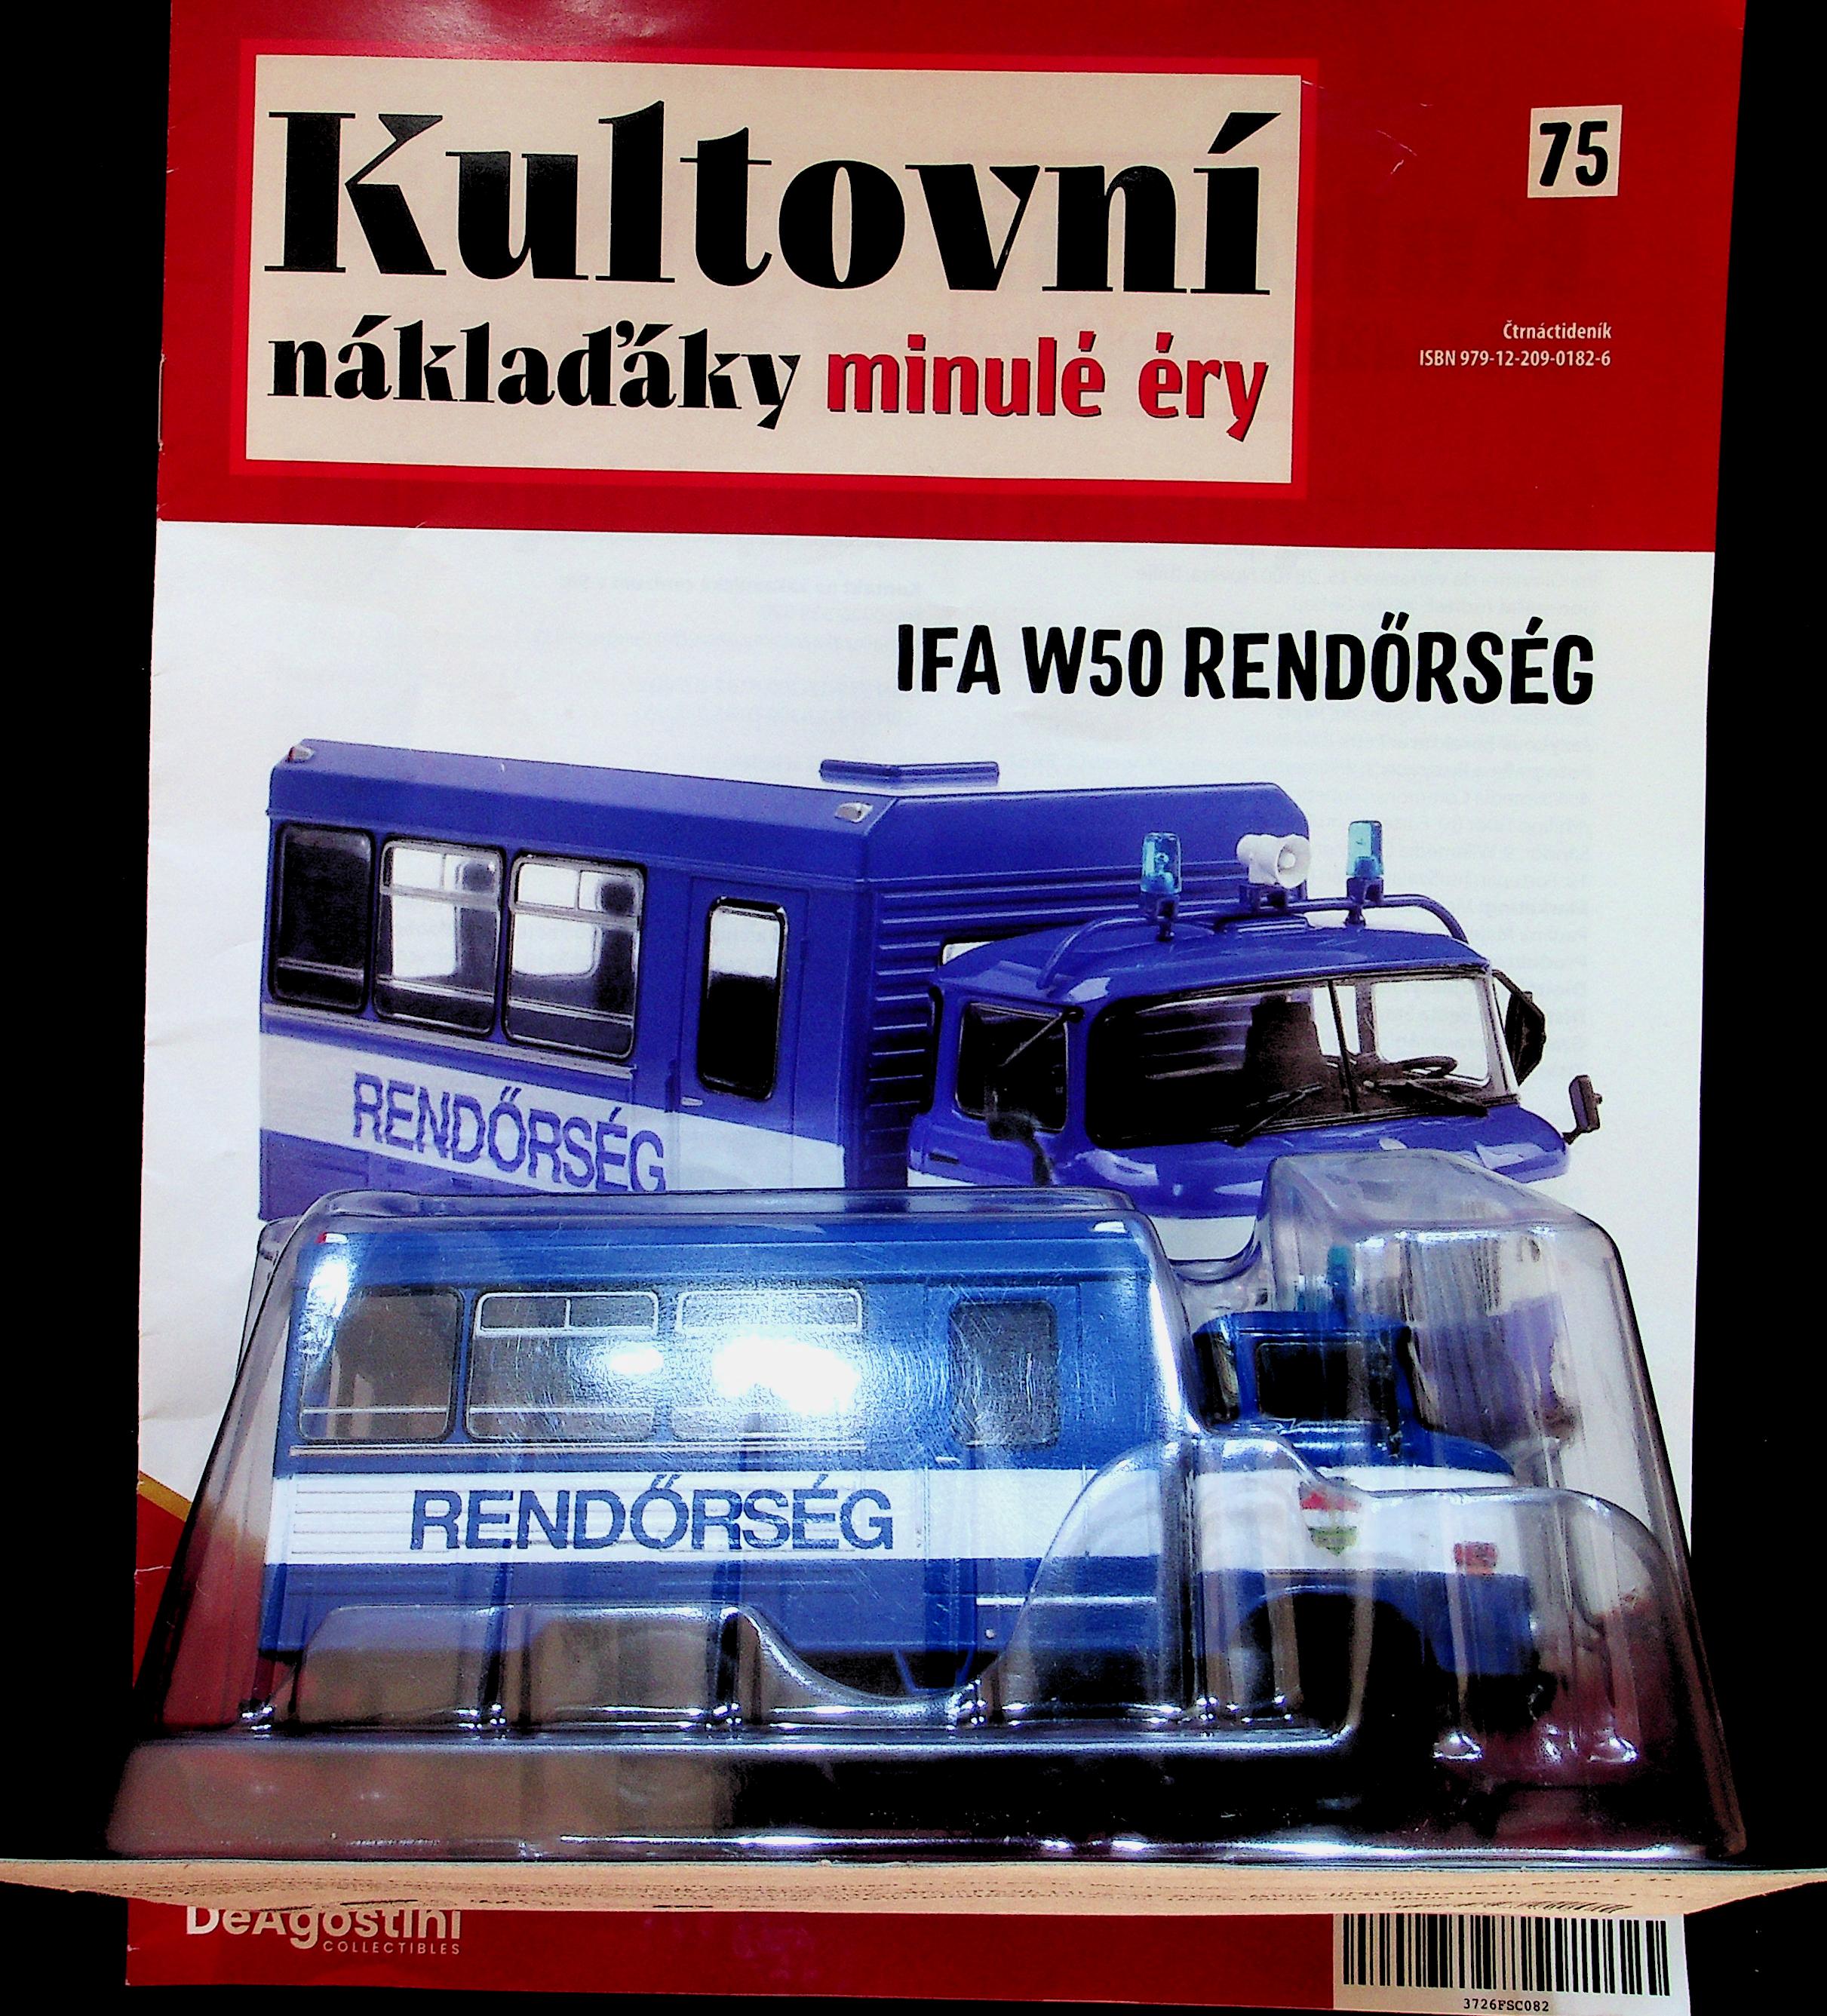 Kultovní
nákladáky minulé éry
75
Čtrnáctideník
ISBN 979-12-209-0182-6
IFA W50 RENDŐRSÉG
RENDŐRSÉG
RENDŐRSÉG
DeAgostini
COLLECTIBLES
3726FSC082